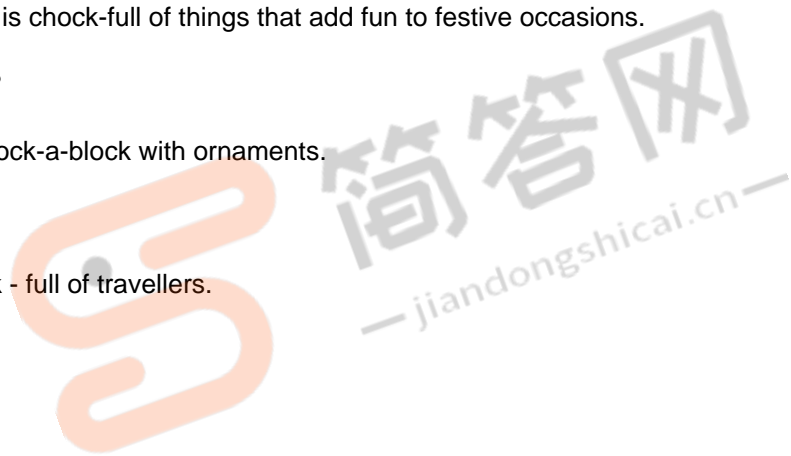 is chock-full of things that add fun to festive occasions.
ock-a-block with ornaments.
- full of travellers.
简答网
jiandongshicai.cn